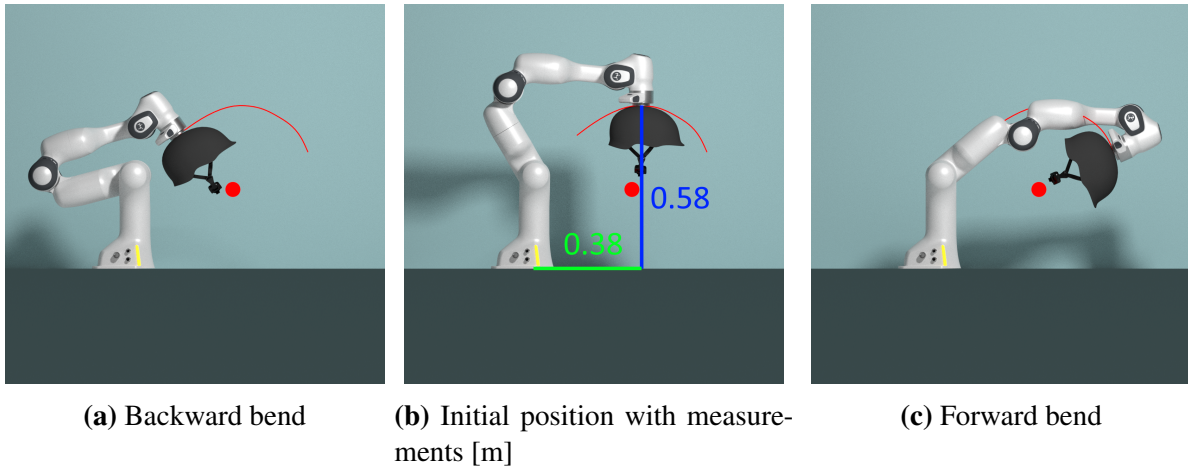 0.58
0.38
(a) Backward bend
(b) Initial position with measure-
ments [m]
(c) Forward bend